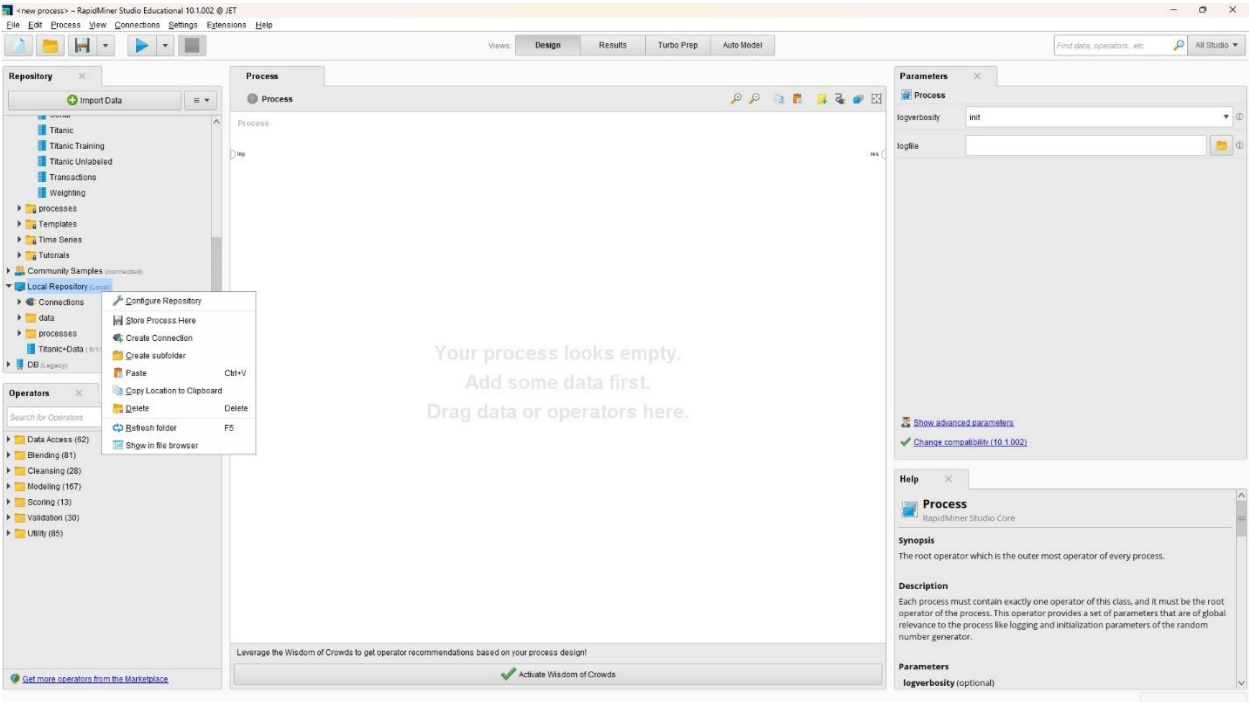 <new process> – RapidMiner Studio Educational 10.1.002 @ JET
File Edit Process View Connections Settings Extensions Help
Views: Design Results Turbo Prep Auto Model
Find data, operators...etc
All Studio
Repository
Import Data
Titanic
Titanic Training
Titanic Unlabeled
Transactions
Weighting
processes
Templates
Time Series
Tutorials
Community Samples (connected)
Local Repository (Local)
Connections
data
processes
Titanic+Data
DB (Legacy)
Configure Repository
Store Process Here
Create Connection
Create subfolder
Paste Ctrl+V
Copy Location to Clipboard
Delete Delete
Refresh folder F5
Show in file browser
Operators
Search for Operators
Data Access (62)
Blending (81)
Cleansing (28)
Modeling (167)
Scoring (13)
Validation (30)
Utility (85)
Get more operators from the Marketplace
Process
Process
Process
inp
res
Your process looks empty.
Add some data first.
Drag data or operators here.
Leverage the Wisdom of Crowds to get operator recommendations based on your process design!
Activate Wisdom of Crowds
Parameters
Process
logverbosity init
logfile
Show advanced parameters
Change compatibility (10.1.002)
Help
Process
RapidMiner Studio Core
Synopsis
The root operator which is the outer most operator of every process.
Description
Each process must contain exactly one operator of this class, and it must be the root
operator of the process. This operator provides a set of parameters that are of global
relevance to the process like logging and initialization parameters of the random
number generator.
Parameters
logverbosity (optional)